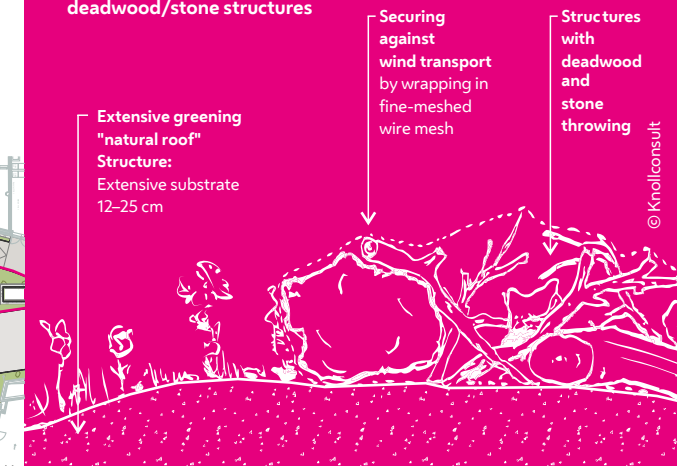 deadwood/stone structures
Extensive greening
"natural roof"
Structure:
Extensive substrate
12–25 cm
Securing
against
wind transport
by wrapping in
fine-meshed
wire mesh
Structures
with
deadwood
and
stone
throwing
© Knollconsult